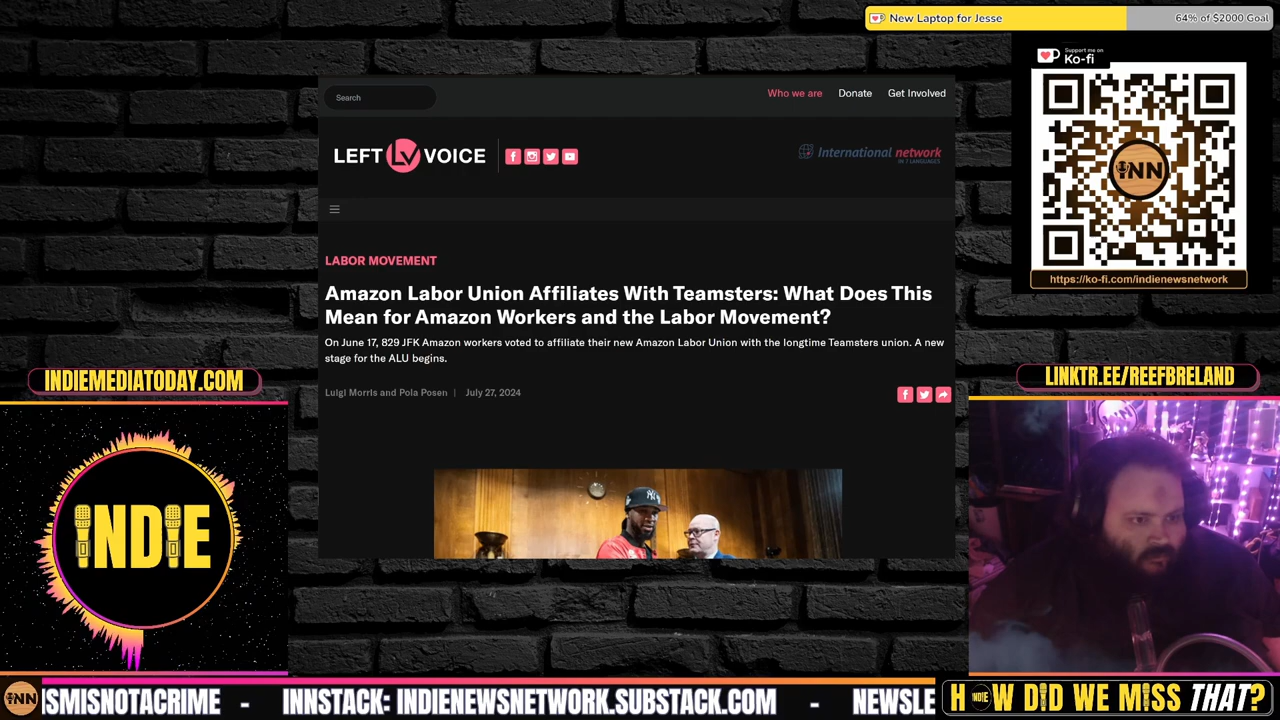 New Laptop for Jesse
64% of $2000 Goal
Support me on
Ko-fi
iNN
https://ko-fi.com/indienewsnetwork
Search
Who we are
Donate
Get Involved
LEFT LV VOICE
International network
IN 7 LANGUAGES
LABOR MOVEMENT
Amazon Labor Union Affiliates With Teamsters: What Does This
Mean for Amazon Workers and the Labor Movement?
On June 17, 829 JFK Amazon workers voted to affiliate their new Amazon Labor Union with the longtime Teamsters union. A new
stage for the ALU begins.
Luigi Morris and Pola Posen | July 27, 2024
INDIEMEDIATODAY.COM
LINKTR.EE/REEFBRELAND
iNDiE
iNN
ISMISNOTACRIME - NNSTACK: INDIENEWSNETWORK.SUBSTACK.COM - NEWSLE
HOW DiD WE MiSS THAT?